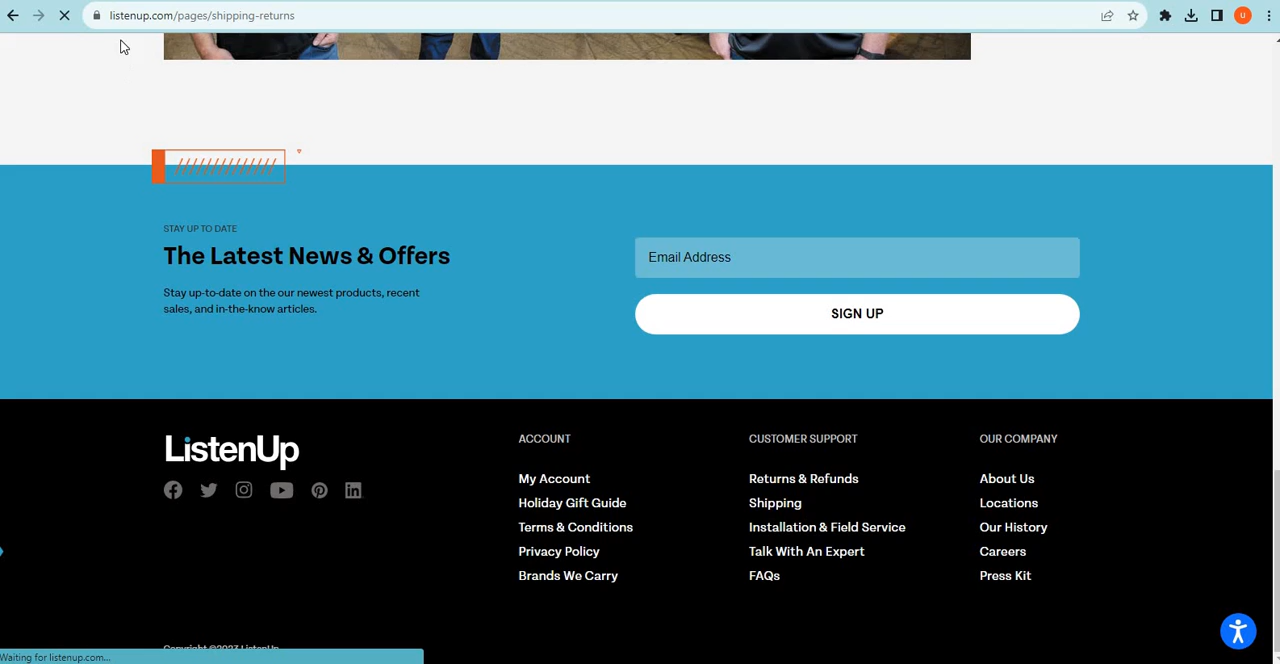 listenup.com/pages/shipping-returns
u
STAY UP TO DATE
The Latest News & Offers
Stay up-to-date on the our newest products, recent
sales, and in-the-know articles.
Email Address
SIGN UP
ListenUp
ACCOUNT
My Account
Holiday Gift Guide
Terms & Conditions
Privacy Policy
Brands We Carry
CUSTOMER SUPPORT
Returns & Refunds
Shipping
Installation & Field Service
Talk With An Expert
FAQs
OUR COMPANY
About Us
Locations
Our History
Careers
Press Kit
Copyright ©2023 ListenUp
Waiting for listenup.com...